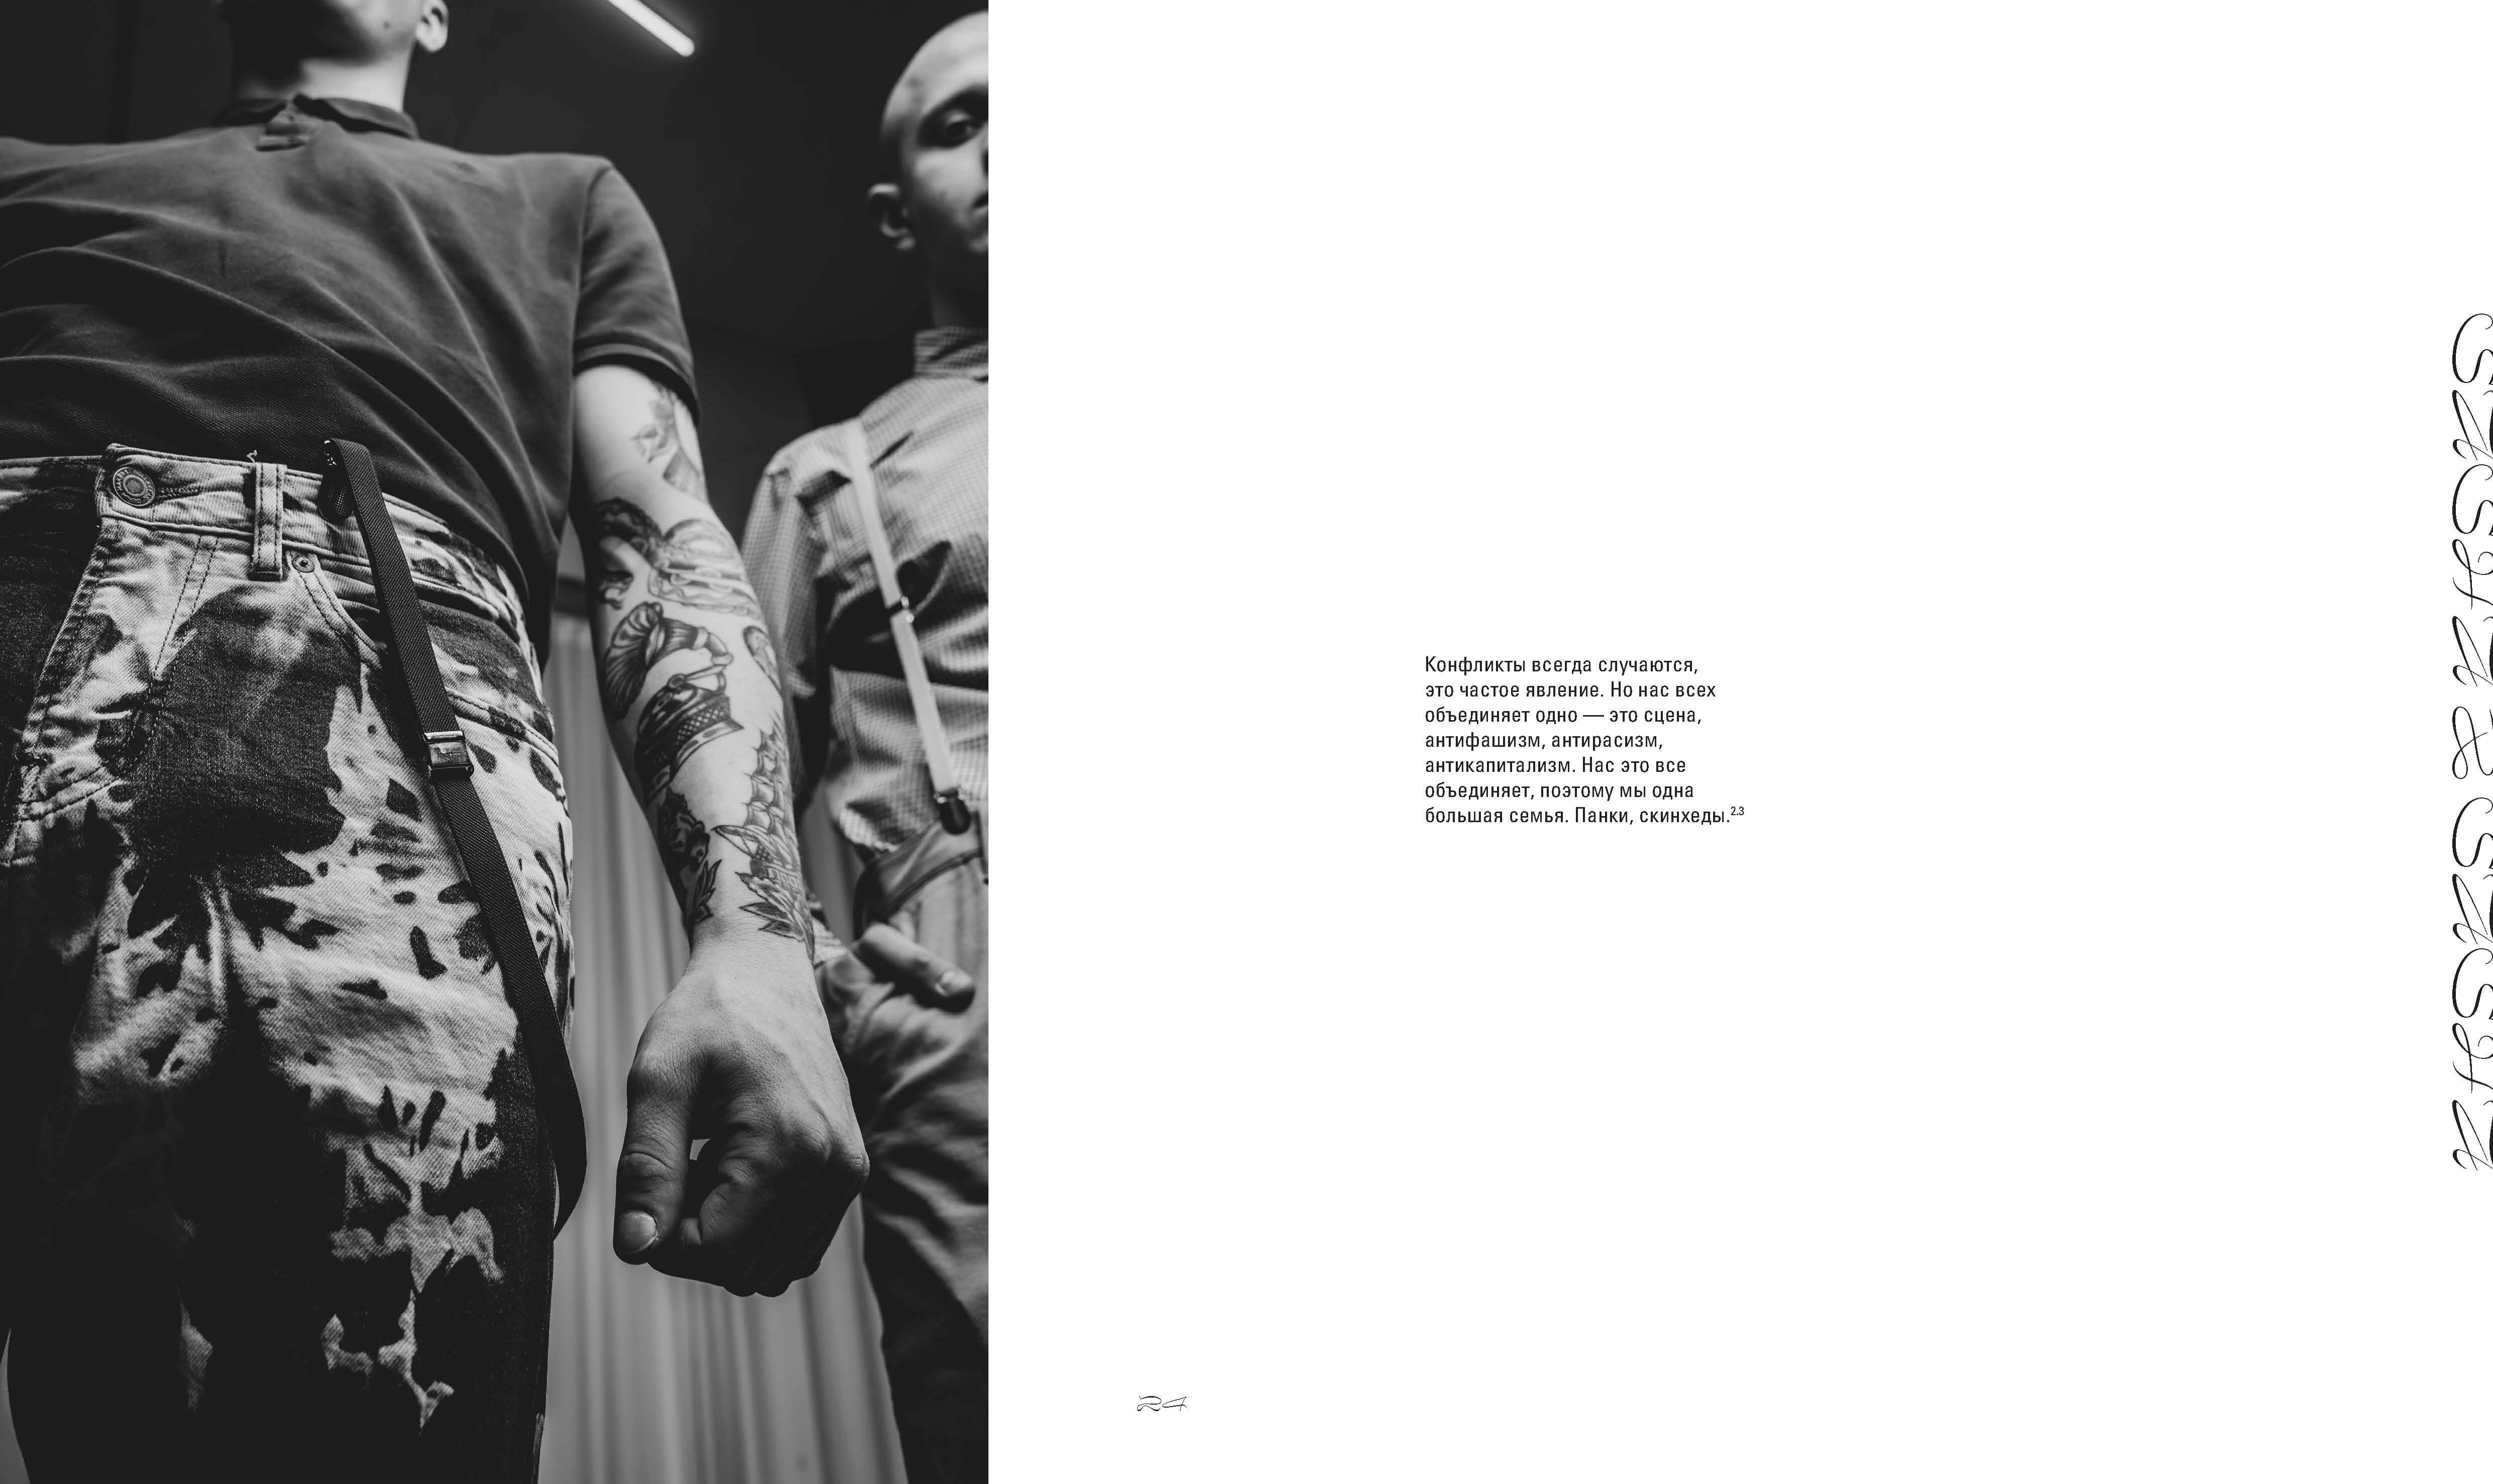 Конфликты всегда случаются,
это частое явление. Но нас всех
объединяет одно — это сцена,
антифашизм, антирасизм,
антикапитализм. Нас это все
объединяет, поэтому мы одна
большая семья. Панки, скинхеды.2.3
24